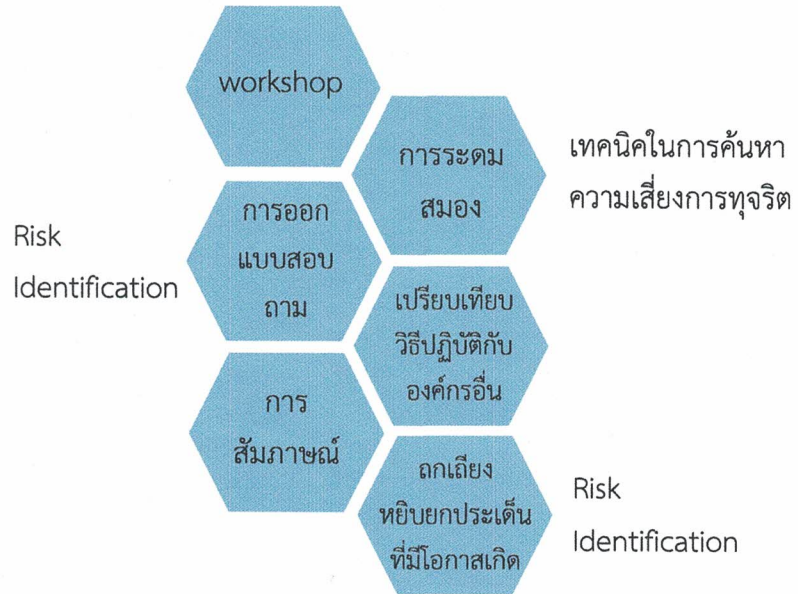 workshop
การระดม
สมอง
เทคนิคในการค้นหา
ความเสี่ยงการทุจริต
Risk
Identification
การออก
แบบสอบ
ถาม
เปรียบเทียบ
วิธีปฏิบัติกับ
องค์กรอื่น
การ
สัมภาษณ์
ถกเถียง
หยิบยกประเด็น
ที่มีโอกาสเกิด
Risk
Identification